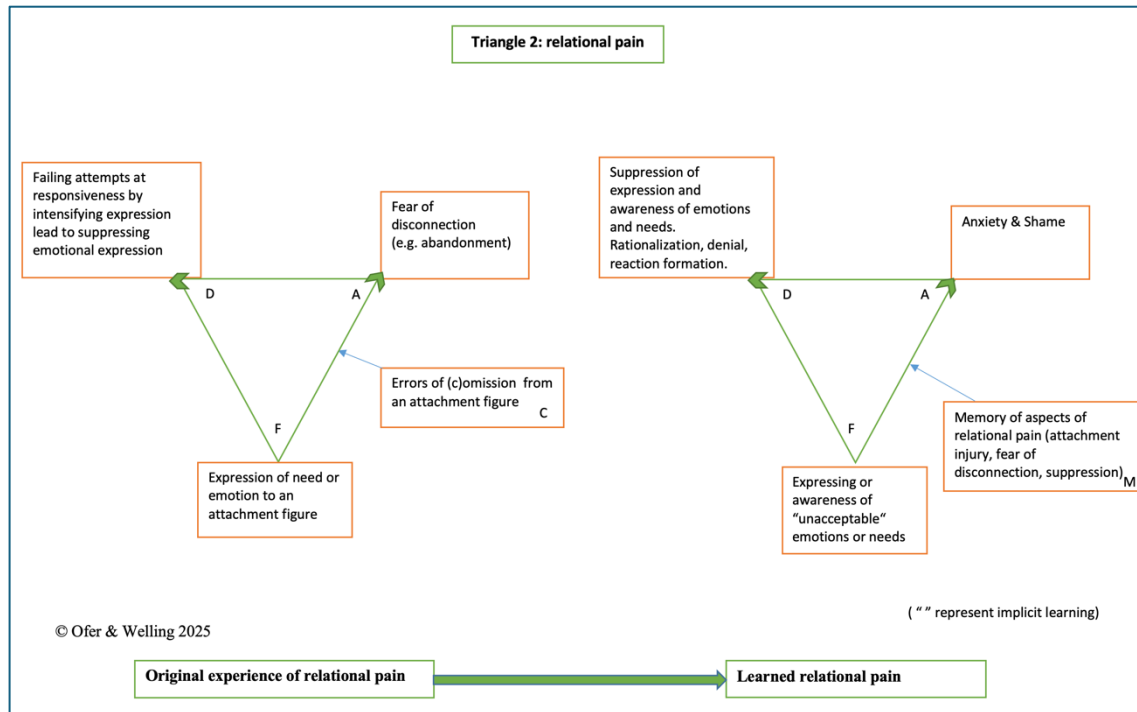 Triangle 2: relational pain
Failing attempts at
responsiveness by
intensifying expression
lead to suppressing
emotional expression
Fear of
disconnection
(e.g. abandonment)
D
A
Errors of (c)omission from
an attachment figure
C
F
Expression of need or
emotion to an
attachment figure
Suppression of
expression and
awareness of emotions
and needs.
Rationalization, denial,
reaction formation.
Anxiety & Shame
D
A
Memory of aspects of
relational pain (attachment
injury, fear of
disconnection, suppression)
M
F
Expressing or
awareness of
“unacceptable“
emotions or needs
( “ ” represent implicit learning)
© Ofer & Welling 2025
Original experience of relational pain
Learned relational pain